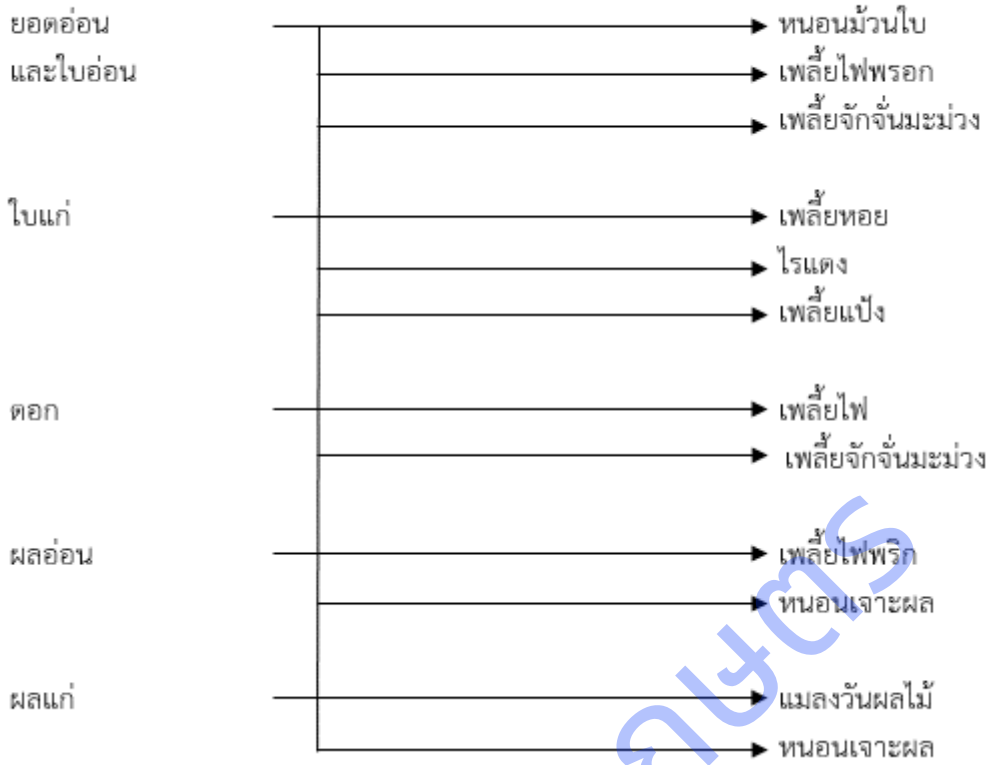 ยอดอ่อน หนอนม้วนใบ
และใบอ่อน เพลี้ยไฟพรอก
เพลี้ยจักจั่นมะม่วง
ใบแก่ เพลี้ยหอย
ไรแดง
เพลี้ยแป้ง
ดอก เพลี้ยไฟ
เพลี้ยจักจั่นมะม่วง
ผลอ่อน เพลี้ยไฟพริก
หนอนเจาะผล
ผลแก่ แมลงวันผลไม้
หนอนเจาะผล